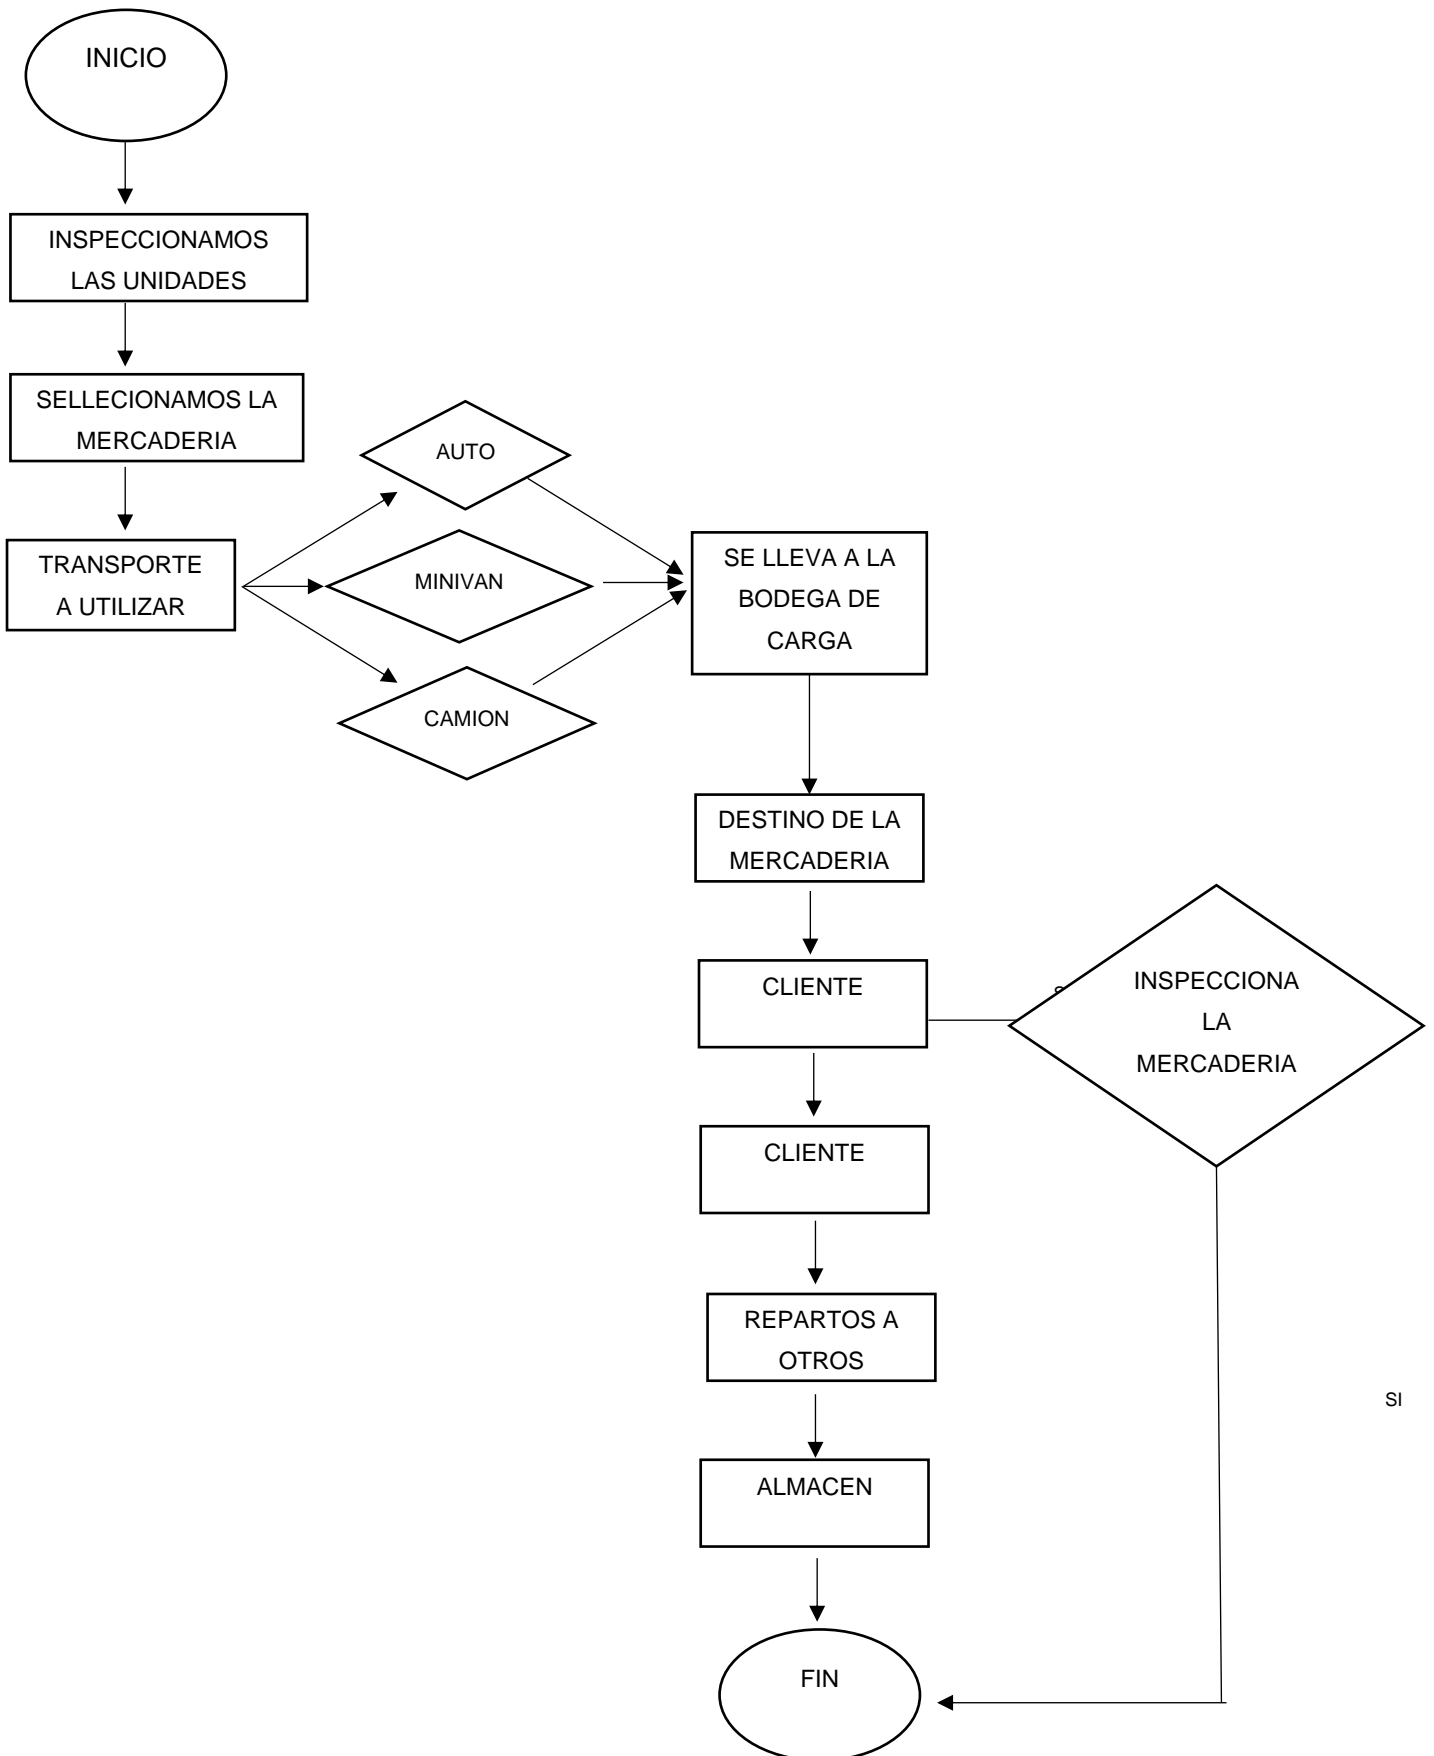 INICIO
INSPECCIONAMOS
LAS UNIDADES
SELLECIONAMOS LA
MERCADERIA
TRANSPORTE
A UTILIZAR
AUTO
MINIVAN
CAMION
SE LLEVA A LA
BODEGA DE
CARGA
DESTINO DE LA
MERCADERIA
CLIENTE
INSPECCIONA
LA
MERCADERIA
CLIENTE
REPARTOS A
OTROS
SI
ALMACEN
FIN